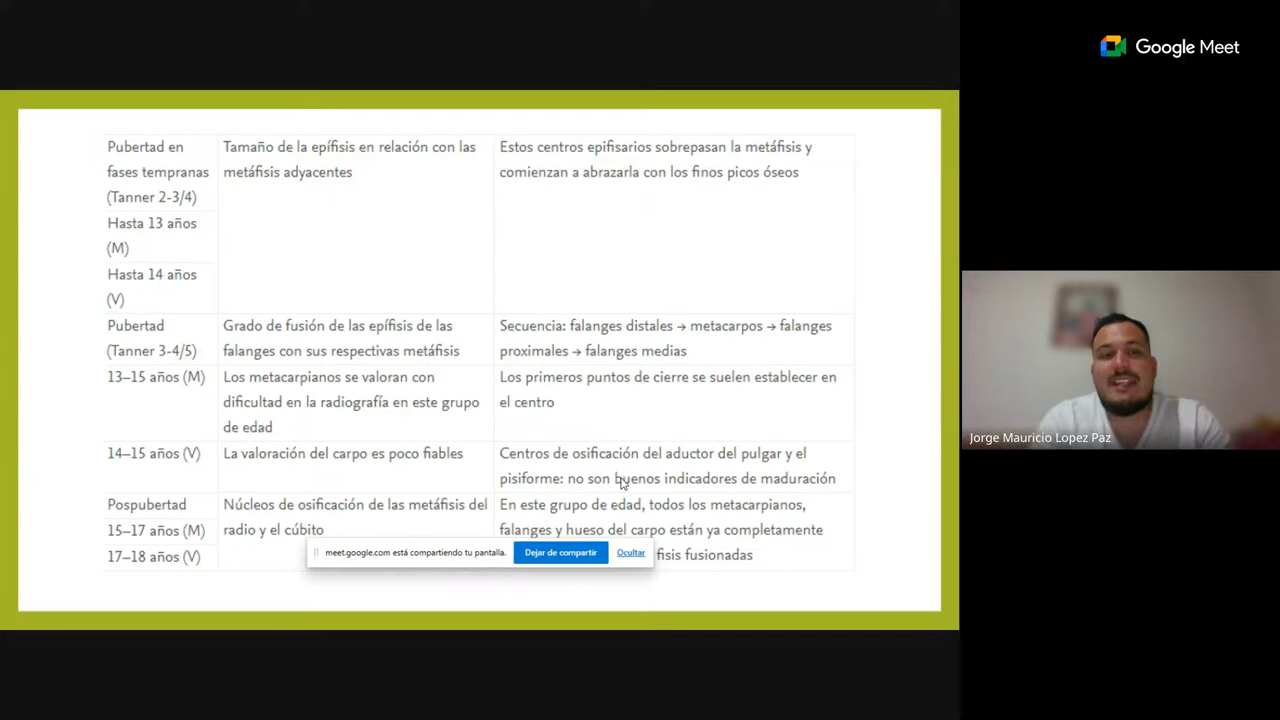 Google Meet
Pubertad en
fases tempranas
(Tanner 2-3/4)
Hasta 13 años
(M)
Hasta 14 años
(V)
Tamaño de la epífisis en relación con las
metáfisis adyacentes
Estos centros epifisarios sobrepasan la metáfisis y
comienzan a abrazarla con los finos picos óseos
Pubertad
(Tanner 3-4/5)
Grado de fusión de las epífisis de las
falanges con sus respectivas metáfisis
Secuencia: falanges distales → metacarpos → falanges
proximales → falanges medias
13–15 años (M)
Los metacarpianos se valoran con
dificultad en la radiografía en este grupo
de edad
Los primeros puntos de cierre se suelen establecer en
el centro
14–15 años (V)
La valoración del carpo es poco fiables
Centros de osificación del aductor del pulgar y el
pisiforme: no son buenos indicadores de maduración
Pospubertad
15–17 años (M)
17–18 años (V)
Núcleos de osificación de las metáfisis del
radio y el cúbito
En este grupo de edad, todos los metacarpianos,
falanges y hueso del carpo están ya completamente
fisis fusionadas
meet.google.com está compartiendo tu pantalla.
Dejar de compartir
Ocultar
Jorge Mauricio Lopez Paz